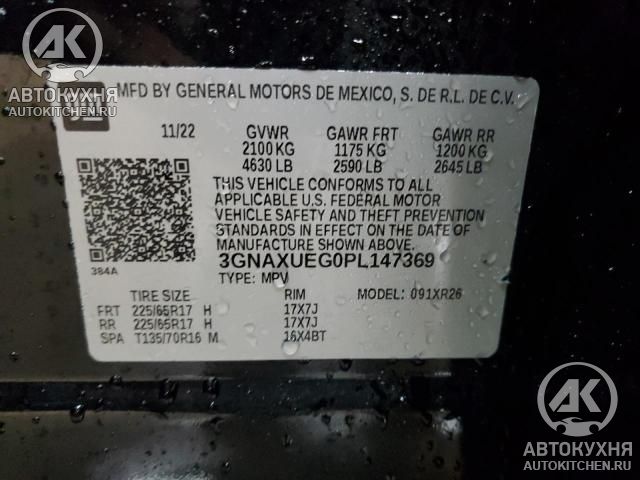 АК
АВТОКУХНЯ
AUTOKITCHEN.RU
MFD BY GENERAL MOTORS DE MEXICO, S. DE R.L. DE C.V.
11/22 GVWR GAWR FRT GAWR RR
2100 KG 1175 KG 1200 KG
4630 LB 2590 LB 2645 LB
THIS VEHICLE CONFORMS TO ALL
APPLICABLE U.S. FEDERAL MOTOR
VEHICLE SAFETY AND THEFT PREVENTION
STANDARDS IN EFFECT ON THE DATE OF
MANUFACTURE SHOWN ABOVE.
384A
3GNAXUEG0PL147369
TYPE: MPV
TIRE SIZE RIM MODEL: 091XR26
FRT 225/65R17 H 17X7J
RR 225/65R17 H 17X7J
SPA T135/70R16 M 16X4BT
АК
АВТОКУХНЯ
AUTOKITCHEN.RU